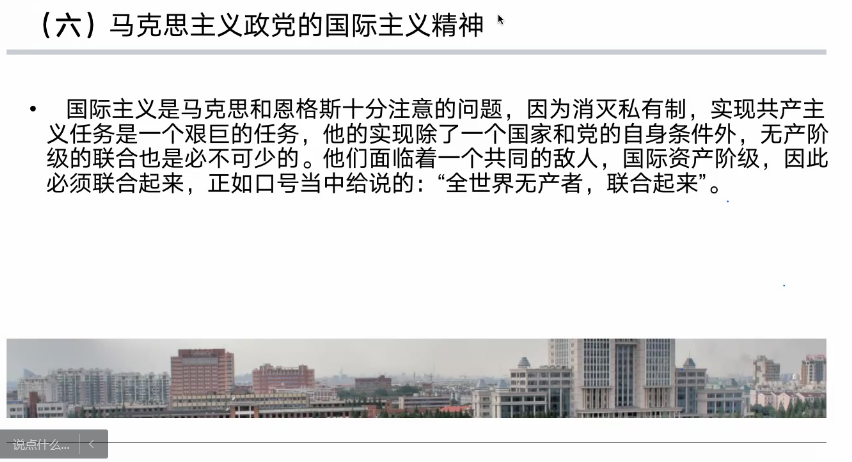 （六）马克思主义政党的国际主义精神
• 国际主义是马克思和恩格斯十分注意的问题，因为消灭私有制，实现共产主
义任务是一个艰巨的任务，他的实现除了一个国家和党的自身条件外，无产阶
级的联合也是必不可少的。他们面临着一个共同的敌人，国际资产阶级，因此
必须联合起来，正如口号当中给说的：“全世界无产者，联合起来”。
说点什么...